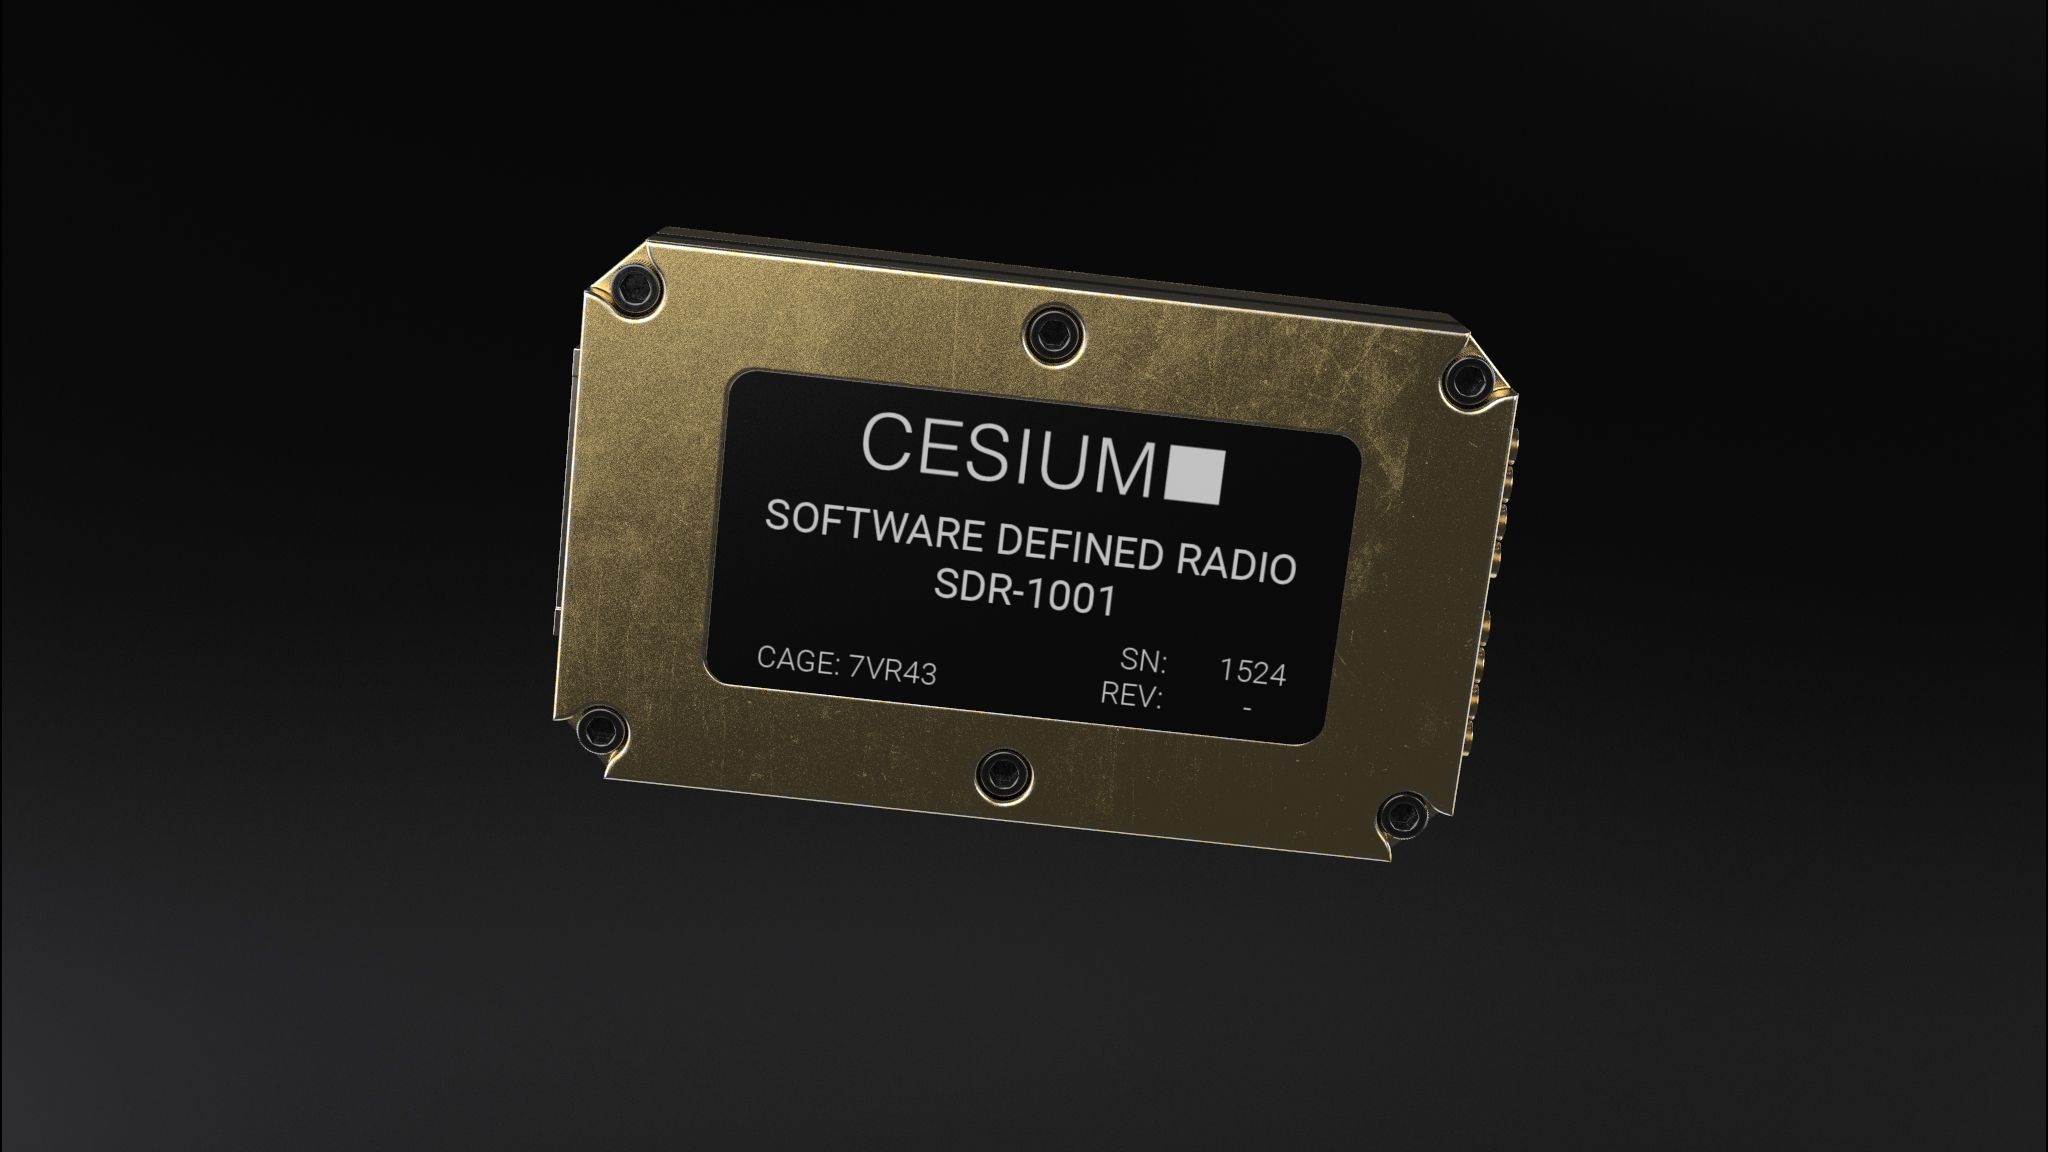 CESIUM
SOFTWARE DEFINED RADIO
SDR-1001
CAGE: 7VR43
SN: 1524
REV: -